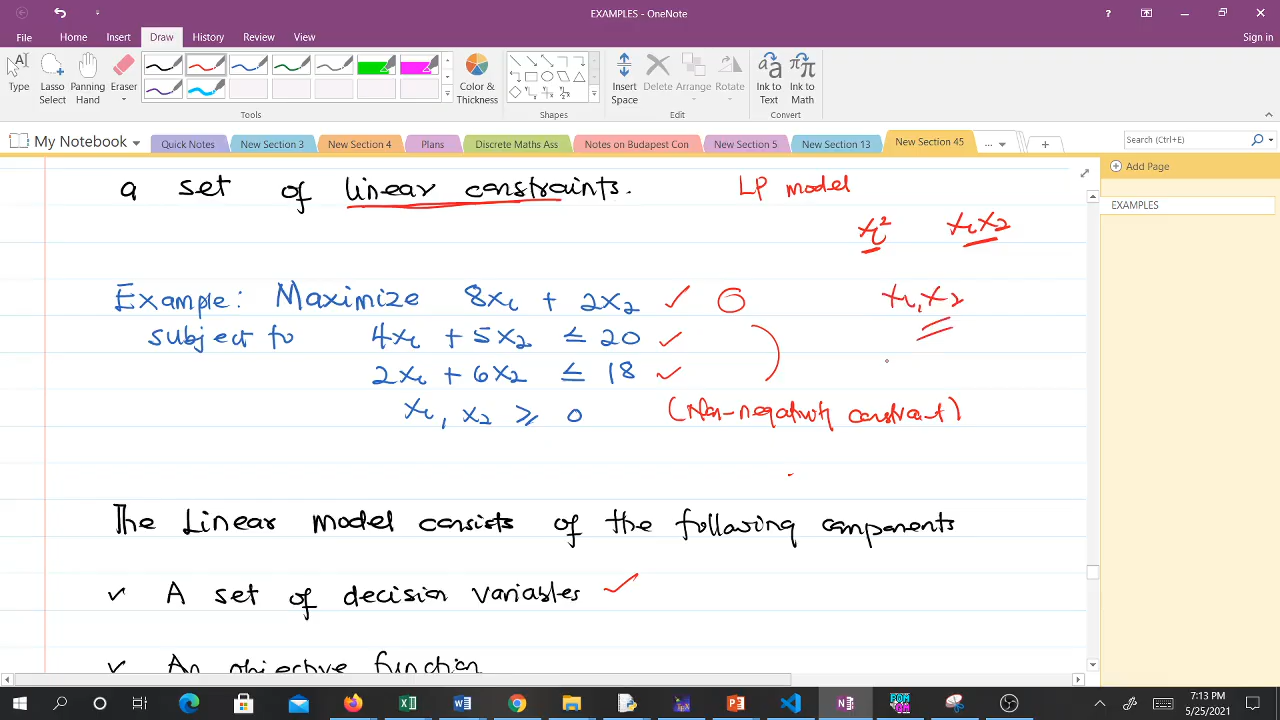 EXAMPLES - OneNote
?
Sign in
File Home Insert Draw History Review View
Type
Lasso Select
Panning Hand
Eraser
Color & Thickness
Insert Space
Delete
Arrange
Rotate
Ink to Text
Ink to Math
Tools
Shapes
Edit
Convert
My Notebook
Quick Notes
New Section 3
New Section 4
Plans
Discrete Maths Ass
Notes on Budapest Con
New Section 5
New Section 13
New Section 45
...
Search (Ctrl+E)
Add Page
EXAMPLES
a set of linear constraints.
LP model
x₁² x₁x₂
Example: Maximize 8x₁ + 2x₂ ✓ O
x₁, x₂
subject to 4x₁ + 5x₂ ≤ 20 ✓
2x₁ + 6x₂ ≤ 18 ✓
x₁, x₂ ≥ 0 (Non-negativity constraint)
The Linear model consists of the following components
✓ A set of decision variables ✓
✓ An objective function
7:13 PM
5/25/2021